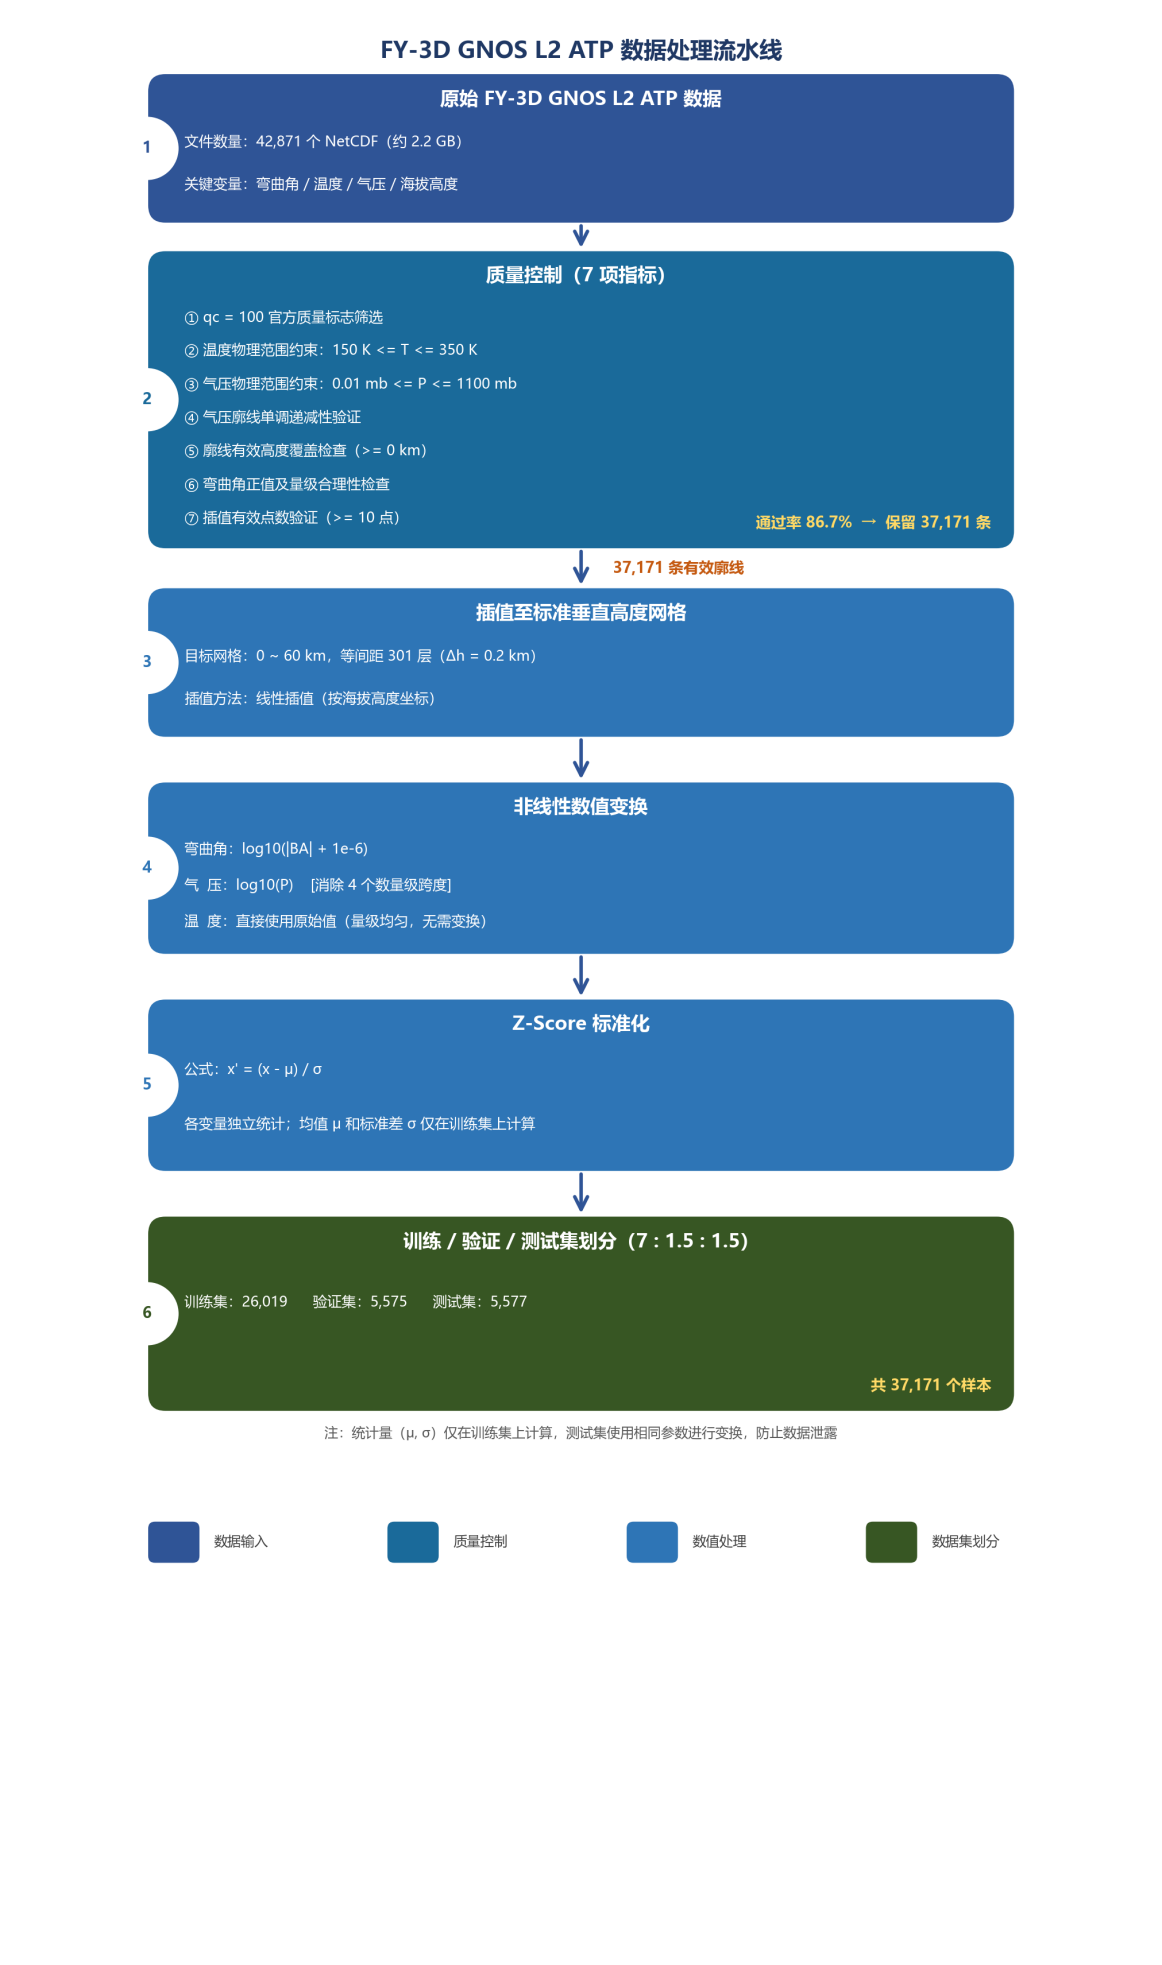 FY-3D GNOS L2 ATP 数据处理流水线
原始 FY-3D GNOS L2 ATP 数据
1
文件数量：42,871 个 NetCDF（约 2.2 GB）
关键变量：弯曲角 / 温度 / 气压 / 海拔高度
质量控制（7 项指标）
① qc = 100 官方质量标志筛选
② 温度物理范围约束：150 K <= T <= 350 K
③ 气压物理范围约束：0.01 mb <= P <= 1100 mb
2
④ 气压廓线单调递减性验证
⑤ 廓线有效高度覆盖检查（>= 0 km）
⑥ 弯曲角正值及量级合理性检查
⑦ 插值有效点数验证（>= 10 点）
通过率 86.7% → 保留 37,171 条
37,171 条有效廓线
插值至标准垂直高度网格
3
目标网格：0 ~ 60 km，等间距 301 层（Δh = 0.2 km）
插值方法：线性插值（按海拔高度坐标）
非线性数值变换
弯曲角：log10(|BA| + 1e-6)
4
气 压：log10(P) [消除 4 个数量级跨度]
温 度：直接使用原始值（量级均匀，无需变换）
Z-Score 标准化
公式：x' = (x - μ) / σ
5
各变量独立统计；均值 μ 和标准差 σ 仅在训练集上计算
训练 / 验证 / 测试集划分（7 : 1.5 : 1.5）
6
训练集：26,019 验证集：5,575 测试集：5,577
共 37,171 个样本
注：统计量（μ, σ）仅在训练集上计算，测试集使用相同参数进行变换，防止数据泄露
数据输入 质量控制 数值处理 数据集划分